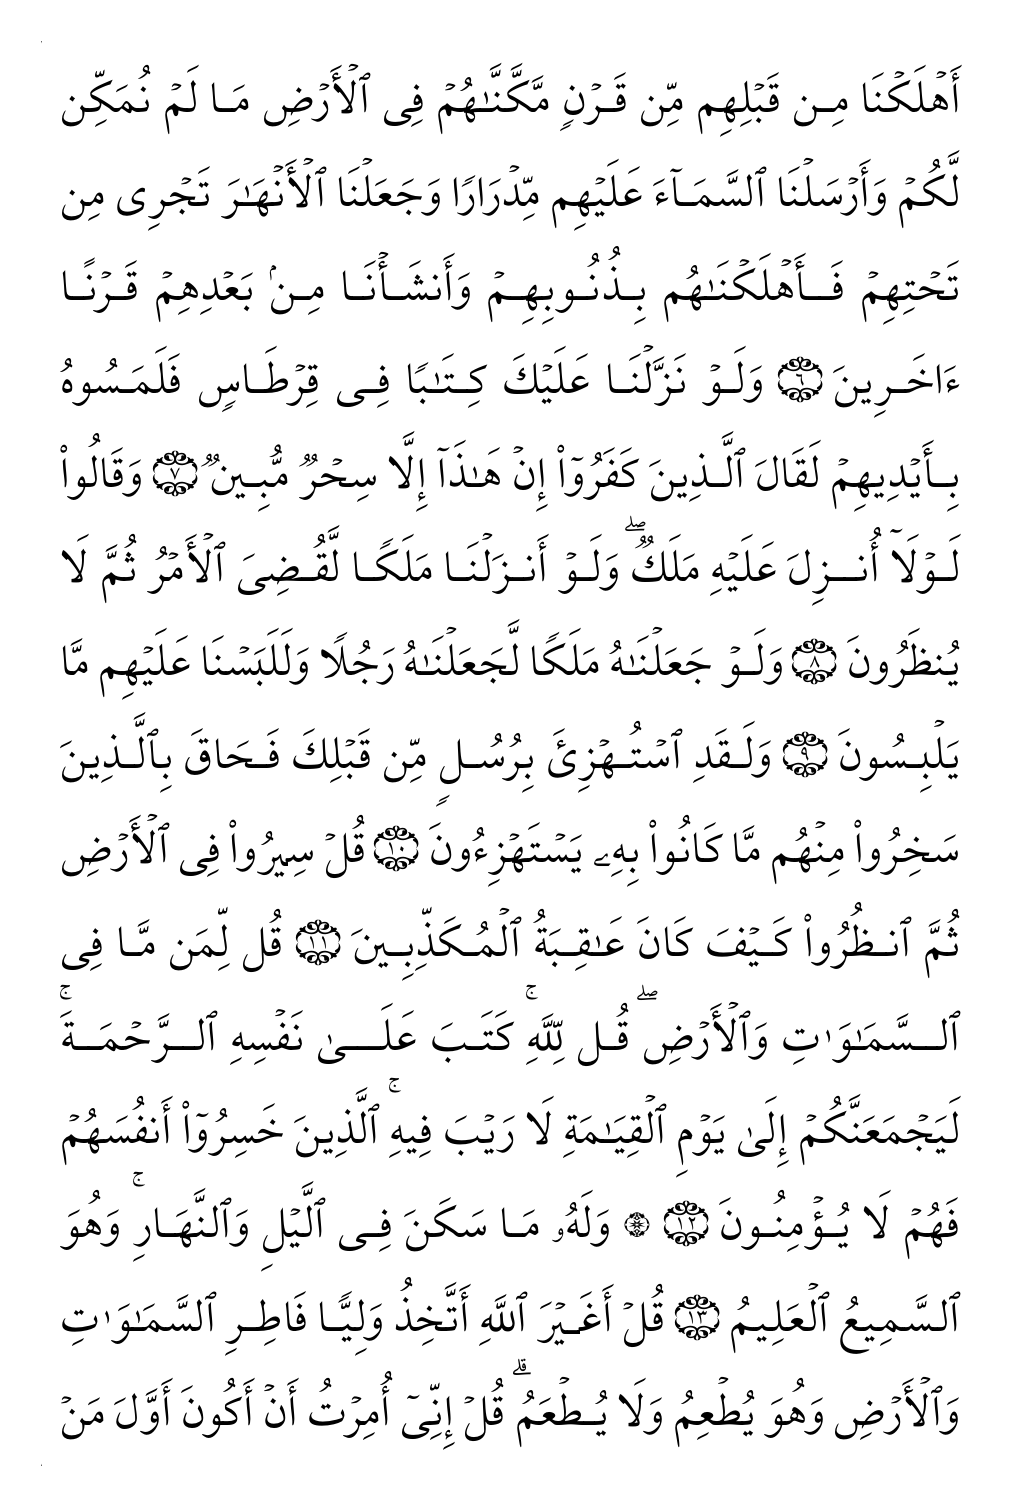 أَهۡلَكۡنَا مِن قَبۡلِهِم مِّن قَرۡنٖ مَّكَّنَّٰهُمۡ فِي ٱلۡأَرۡضِ مَا لَمۡ نُمَكِّن
لَّكُمۡ وَأَرۡسَلۡنَا ٱلسَّمَآءَ عَلَيۡهِم مِّدۡرَارٗا وَجَعَلۡنَا ٱلۡأَنۡهَٰرَ تَجۡرِي مِن
تَحۡتِهِمۡ فَأَهۡلَكۡنَٰهُم بِذُنُوبِهِمۡ وَأَنشَأۡنَا مِنۢ بَعۡدِهِمۡ قَرۡنًا
ءَاخَرِينَ ٦ وَلَوۡ نَزَّلۡنَا عَلَيۡكَ كِتَٰبٗا فِي قِرۡطَاسٖ فَلَمَسُوهُ
بِأَيۡدِيهِمۡ لَقَالَ ٱلَّذِينَ كَفَرُوٓاْ إِنۡ هَٰذَآ إِلَّا سِحۡرٞ مُّبِينٞ ٧ وَقَالُواْ
لَوۡلَآ أُنزِلَ عَلَيۡهِ مَلَكٞۖ وَلَوۡ أَنزَلۡنَا مَلَكٗا لَّقُضِيَ ٱلۡأَمۡرُ ثُمَّ لَا
يُنظَرُونَ ٨ وَلَوۡ جَعَلۡنَٰهُ مَلَكٗا لَّجَعَلۡنَٰهُ رَجُلٗا وَلَلَبَسۡنَا عَلَيۡهِم مَّا
يَلۡبِسُونَ ٩ وَلَقَدِ ٱسۡتُهۡزِئَ بِرُسُلٖ مِّن قَبۡلِكَ فَحَاقَ بِٱلَّذِينَ
سَخِرُواْ مِنۡهُم مَّا كَانُواْ بِهِۦ يَسۡتَهۡزِءُونَ ١٠ قُلۡ سِيرُواْ فِي ٱلۡأَرۡضِ
ثُمَّ ٱنظُرُواْ كَيۡفَ كَانَ عَٰقِبَةُ ٱلۡمُكَذِّبِينَ ١١ قُل لِّمَن مَّا فِي
ٱلسَّمَٰوَٰتِ وَٱلۡأَرۡضِۖ قُل لِّلَّهِۚ كَتَبَ عَلَىٰ نَفۡسِهِ ٱلرَّحۡمَةَۚ
لَيَجۡمَعَنَّكُمۡ إِلَىٰ يَوۡمِ ٱلۡقِيَٰمَةِ لَا رَيۡبَ فِيهِۚ ٱلَّذِينَ خَسِرُوٓاْ أَنفُسَهُمۡ
فَهُمۡ لَا يُؤۡمِنُونَ ١٢ ۞ وَلَهُۥ مَا سَكَنَ فِي ٱلَّيۡلِ وَٱلنَّهَارِۚ وَهُوَ
ٱلسَّمِيعُ ٱلۡعَلِيمُ ١٣ قُلۡ أَغَيۡرَ ٱللَّهِ أَتَّخِذُ وَلِيّٗا فَاطِرِ ٱلسَّمَٰوَٰتِ
وَٱلۡأَرۡضِ وَهُوَ يُطۡعِمُ وَلَا يُطۡعَمُۗ قُلۡ إِنِّيٓ أُمِرۡتُ أَنۡ أَكُونَ أَوَّلَ مَنۡ